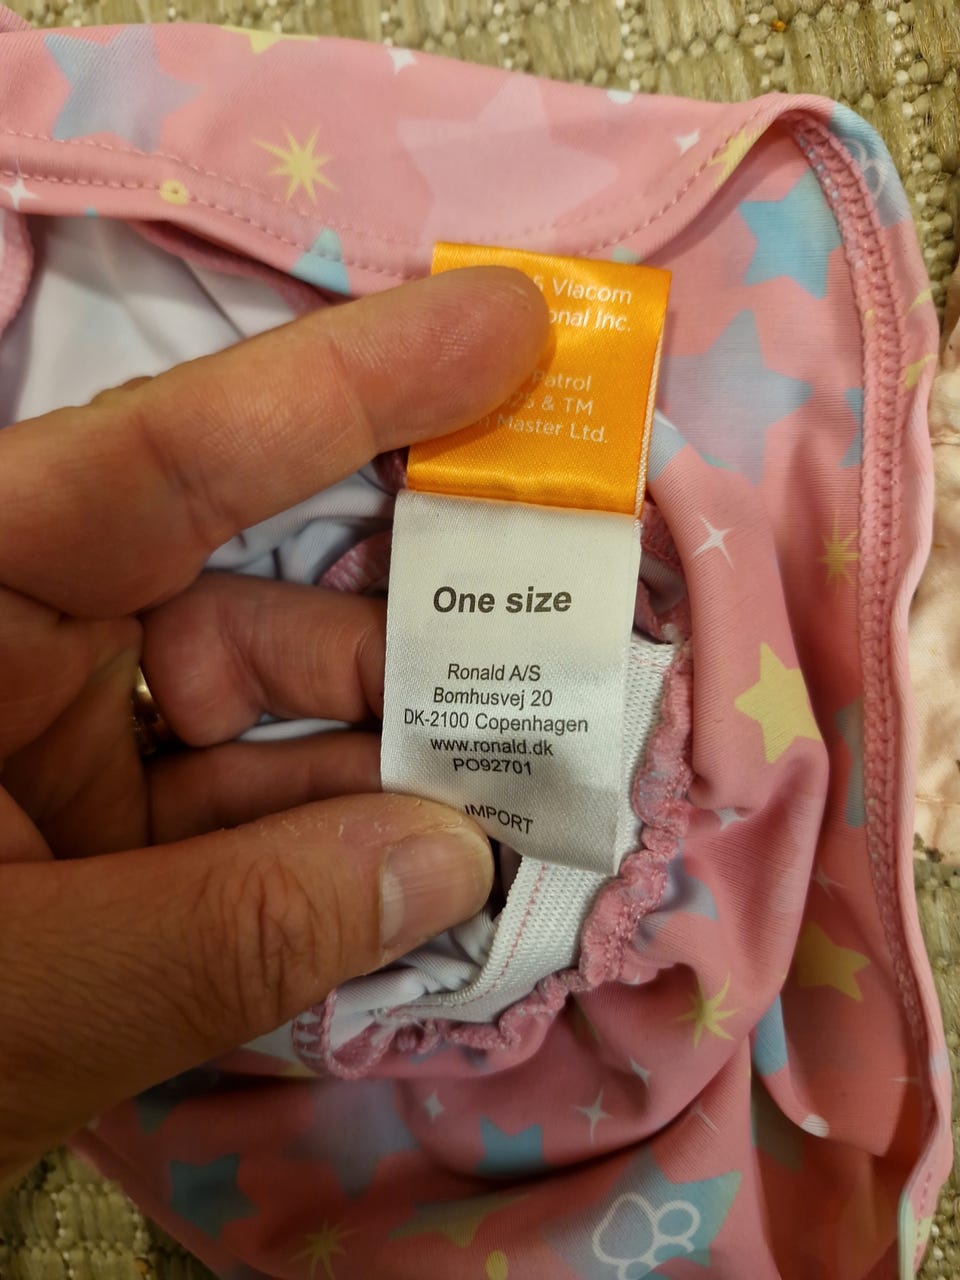 Viacom
Inc.
Patrol
& TM
Master Ltd.
One size
Ronald A/S
Bomhusvej 20
DK-2100 Copenhagen
www.ronald.dk
PO92701
IMPORT